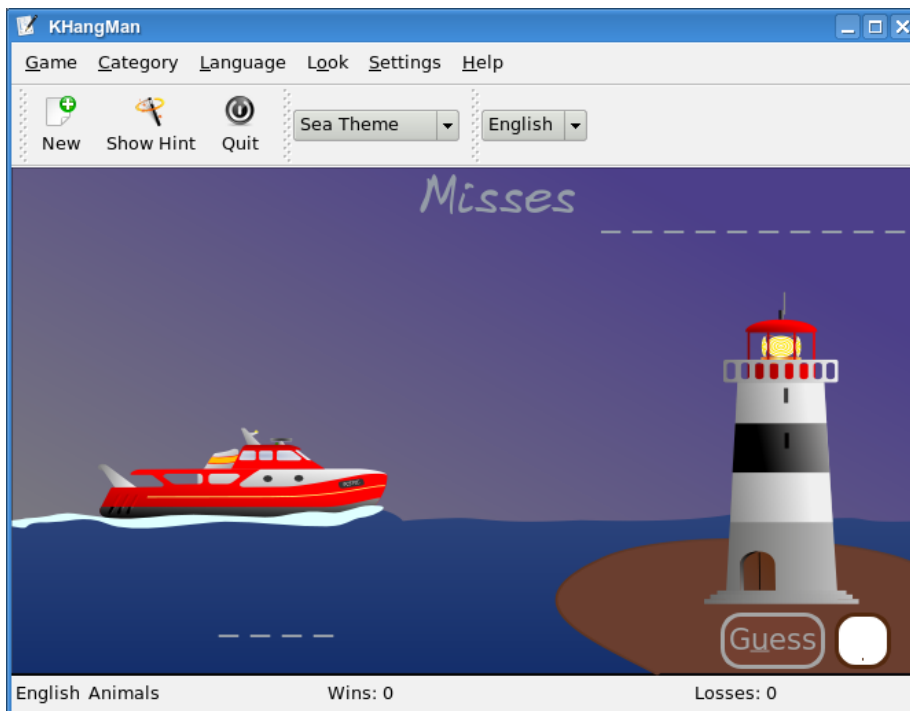 KHangMan
Game Category Language Look Settings Help
New Show Hint Quit Sea Theme English
Misses
_ _ _ _ _ _ _ _ _ _
_ _ _ _
Guess
English Animals Wins: 0 Losses: 0